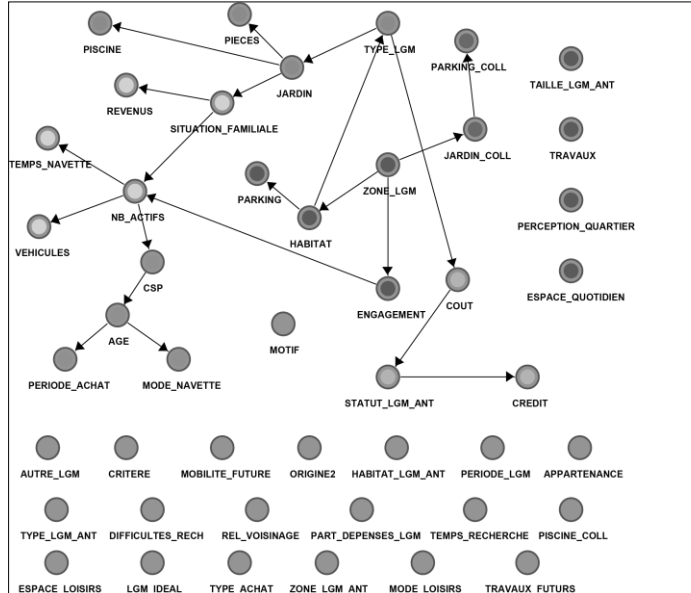 PISCINE
PIECES
TYPE_LGM
PARKING_COLL
TAILLE_LGM_ANT
REVENUS
JARDIN
SITUATION_FAMILIALE
TEMPS_NAVETTE
JARDIN_COLL
TRAVAUX
PARKING
ZONE_LGM
NB_ACTIFS
HABITAT
PERCEPTION_QUARTIER
VEHICULES
CSP
ENGAGEMENT
COUT
ESPACE_QUOTIDIEN
AGE
MOTIF
PERIODE_ACHAT
MODE_NAVETTE
STATUT_LGM_ANT
CREDIT
AUTRE_LGM
CRITERE
MOBILITE_FUTURE
ORIGINE2
HABITAT_LGM_ANT
PERIODE_LGM
APPARTENANCE
TYPE_LGM_ANT
DIFFICULTES_RECH
REL_VOISINAGE
PART_DEPENSES_LGM
TEMPS_RECHERCHE
PISCINE_COLL
ESPACE_LOISIRS
LGM_IDEAL
TYPE_ACHAT
ZONE_LGM_ANT
MODE_LOISIRS
TRAVAUX_FUTURS